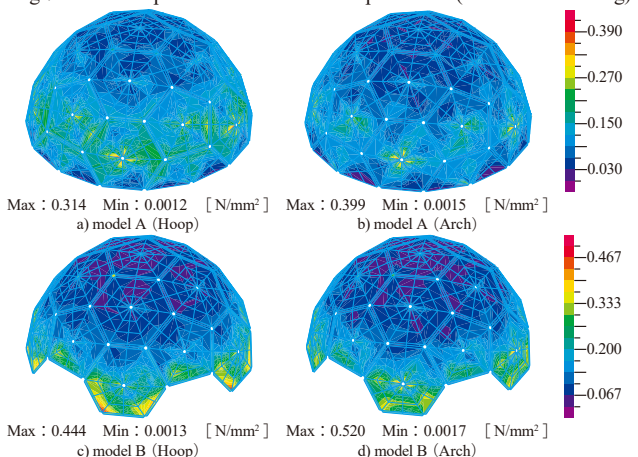 0.390
0.270
0.150
0.030
Max：0.314 Min：0.0012 [ N/mm² ]
a) model A (Hoop)
Max：0.399 Min：0.0015 [ N/mm² ]
b) model A (Arch)
0.467
0.333
0.200
0.067
Max：0.444 Min：0.0013 [ N/mm² ]
c) model B (Hoop)
Max：0.520 Min：0.0017 [ N/mm² ]
d) model B (Arch)